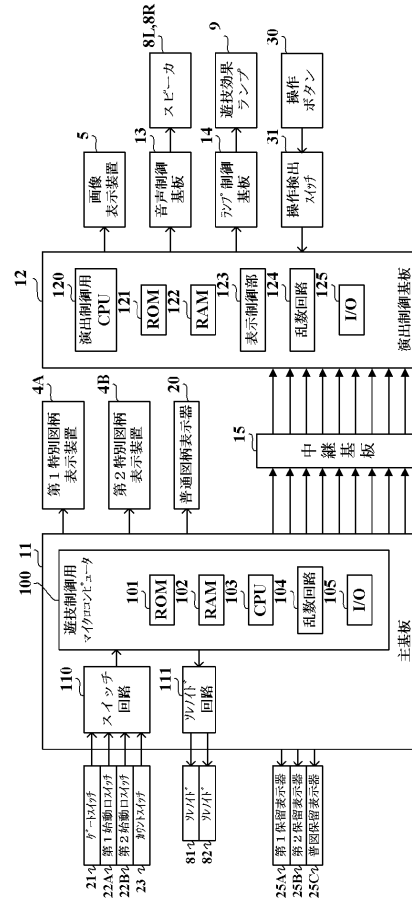 21
ゲートスイッチ
22A
第1始動口スイッチ
22B
第2始動口スイッチ
23
カウントスイッチ
81
ソレノイド
82
ソレノイド
25A
第1保留表示器
25B
第2保留表示器
25C
普図保留表示器
110
スイッチ
回路
111
ソレノイド
回路
100
11
遊技制御用
マイクロコンピュータ
101
ROM
102
RAM
103
CPU
104
乱数回路
105
I/O
主基板
4A
第1特別図柄
表示装置
4B
第2特別図柄
表示装置
20
普通図柄表示器
15
中継
基板
12
120
演出制御用
CPU
121
ROM
122
RAM
123
表示制御部
124
乱数回路
125
I/O
演出制御基板
5
画像
表示装置
13
音声制御
基板
8L,8R
スピーカ
14
ランプ制御
基板
9
遊技効果
ランプ
31
操作検出
スイッチ
30
操作
ボタン